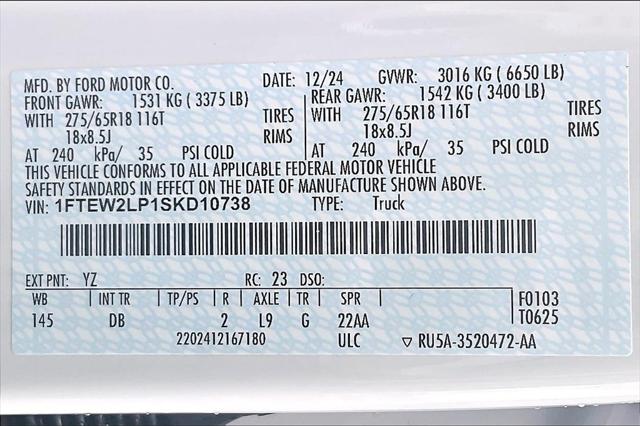 MFD. BY FORD MOTOR CO. DATE: 12/24 GVWR: 3016 KG ( 6650 LB)
FRONT GAWR: 1531 KG ( 3375 LB) REAR GAWR: 1542 KG ( 3400 LB)
WITH 275/65R18 116T TIRES WITH 275/65R18 116T TIRES
18x8.5J RIMS 18x8.5J RIMS
AT 240 kPa/ 35 PSI COLD AT 240 kPa/ 35 PSI COLD
THIS VEHICLE CONFORMS TO ALL APPLICABLE FEDERAL MOTOR VEHICLE
SAFETY STANDARDS IN EFFECT ON THE DATE OF MANUFACTURE SHOWN ABOVE.
VIN: 1FTEW2LP1SKD10738 TYPE: Truck
EXT PNT: YZ RC: 23 DSO:
WB INT TR TP/PS R AXLE TR SPR F0103
145 DB 2 L9 G 22AA T0625
2202412167180 ULC ▽ RU5A-3520472-AA